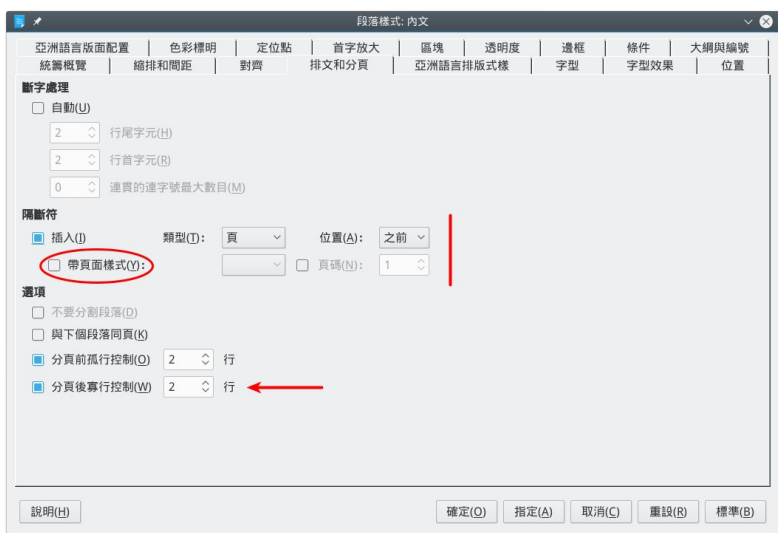 段落樣式: 內文
亞洲語言版面配置 色彩標明 定位點 首字放大 區塊 透明度 邊框 條件 大綱與編號
統籌概覽 縮排和間距 對齊 排文和分頁 亞洲語言排版式樣 字型 字型效果 位置
斷字處理
自動(U)
2 行尾字元(H)
2 行首字元(R)
0 連貫的連字號最大數目(M)
隔斷符
插入(I) 類型(T): 頁 位置(A): 之前
帶頁面樣式(Y): 頁碼(N): 1
選項
不要分割段落(D)
與下個段落同頁(K)
分頁前孤行控制(O) 2 行
分頁後寡行控制(W) 2 行
說明(H) 確定(O) 指定(A) 取消(C) 重設(R) 標準(B)